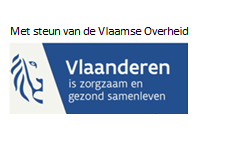 Met steun van de Vlaamse Overheid
Vlaanderen
is zorgzaam en
gezond samenleven